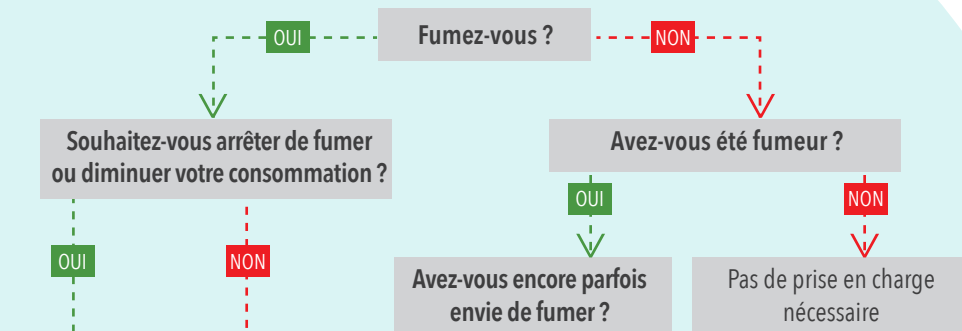 Fumez-vous ?
OUI
NON
Souhaitez-vous arrêter de fumer
ou diminuer votre consommation ?
Avez-vous été fumeur ?
OUI
NON
OUI
NON
Avez-vous encore parfois
envie de fumer ?
Pas de prise en charge
nécessaire